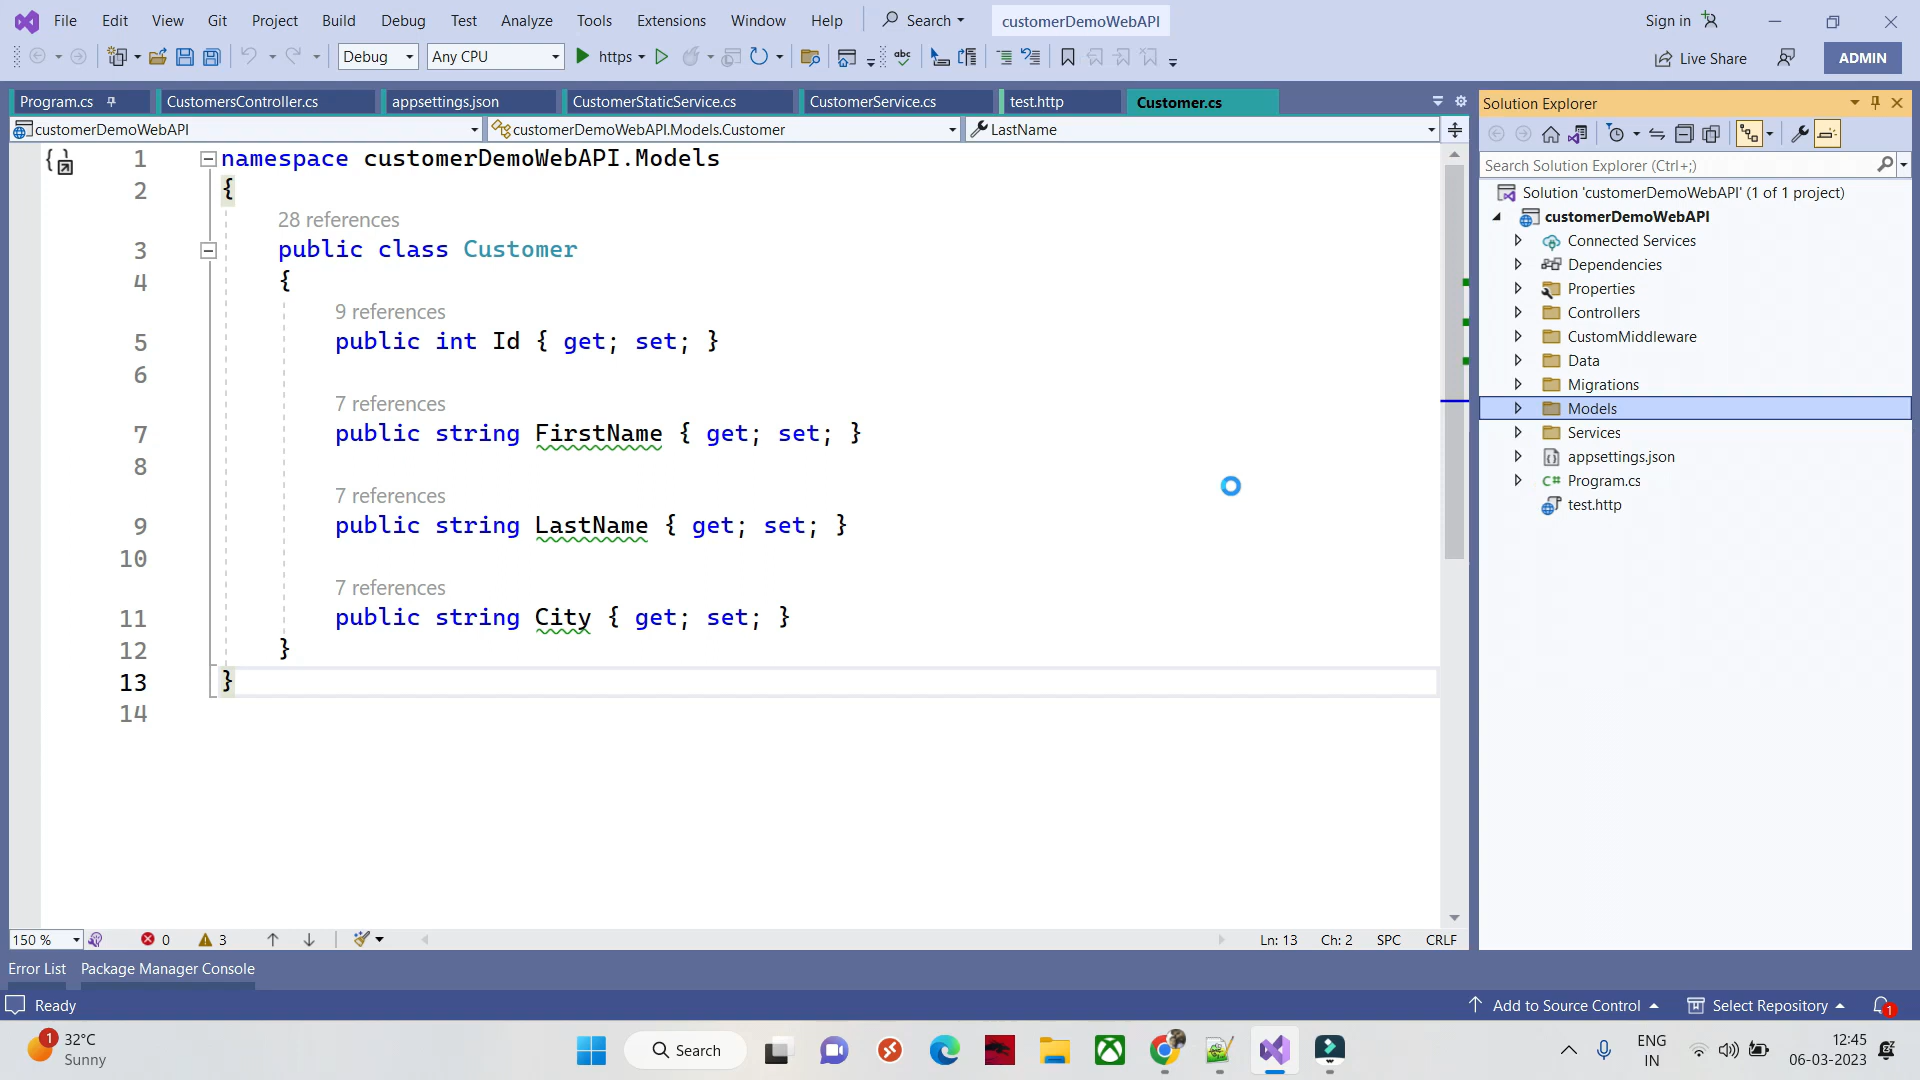 File Edit View Git Project Build Debug Test Analyze Tools Extensions Window Help Search customerDemoWebAPI Sign in
Debug Any CPU https Live Share ADMIN
Program.cs CustomersController.cs appsettings.json CustomerStaticService.cs CustomerService.cs test.http Customer.cs
customerDemoWebAPI customerDemoWebAPI.Models.Customer LastName
1 namespace customerDemoWebAPI.Models
2 {
28 references
3 public class Customer
4 {
9 references
5 public int Id { get; set; }
6
7 references
7 public string FirstName { get; set; }
8
7 references
9 public string LastName { get; set; }
10
7 references
11 public string City { get; set; }
12 }
13 }
14
150 % 0 3 Ln: 13 Ch: 2 SPC CRLF
Solution Explorer
Search Solution Explorer (Ctrl+;)
Solution 'customerDemoWebAPI' (1 of 1 project)
customerDemoWebAPI
Connected Services
Dependencies
Properties
Controllers
CustomMiddleware
Data
Migrations
Models
Services
appsettings.json
Program.cs
test.http
Error List Package Manager Console
Ready Add to Source Control Select Repository 1
1 32°C
Sunny
Search
ENG
IN
12:45
06-03-2023